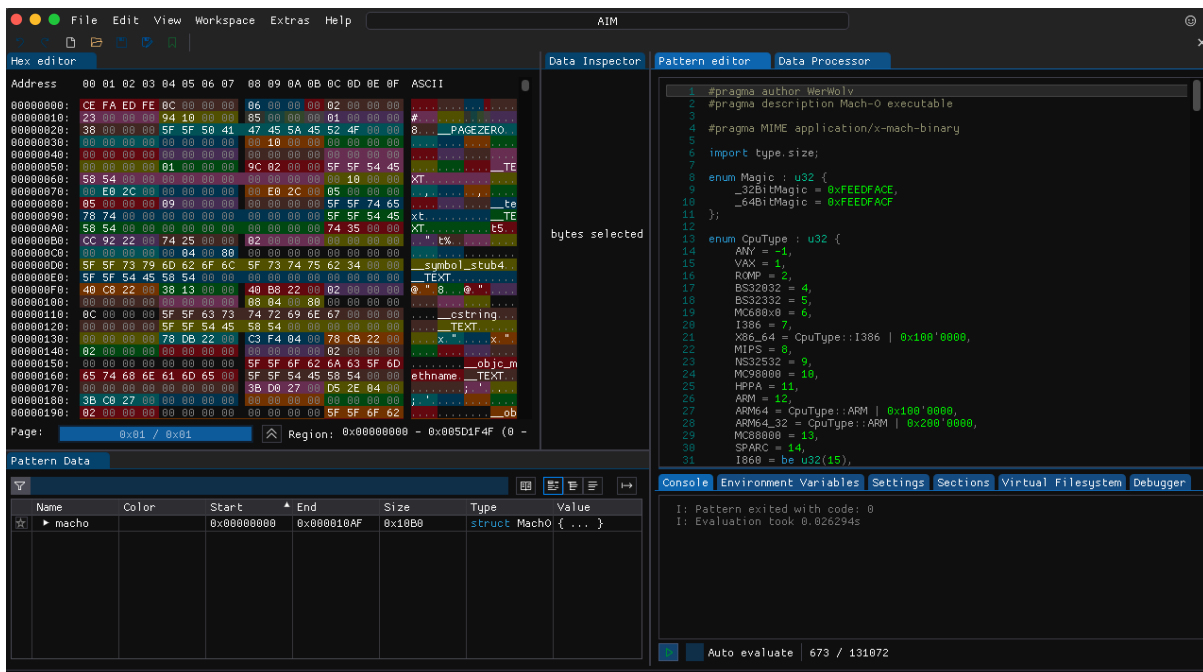 File Edit View Workspace Extras Help AIM
Hex editor
Address 00 01 02 03 04 05 06 07 08 09 0A 0B 0C 0D 0E 0F ASCII
00000000: CE FA ED FE 0C 00 00 00 06 00 00 00 02 00 00 00 ................
00000010: 23 00 00 00 94 10 00 00 85 00 00 00 01 00 00 00 #...............
00000020: 38 00 00 00 5F 5F 50 41 47 45 5A 45 52 4F 00 00 8...__PAGEZERO..
00000030: 00 00 00 00 00 00 00 00 00 10 00 00 00 00 00 00 ................
00000040: 00 00 00 00 00 00 00 00 00 00 00 00 00 00 00 00 ................
00000050: 00 00 00 00 01 00 00 00 9C 02 00 00 5F 5F 54 45 ............__TE
00000060: 58 54 00 00 00 00 00 00 00 00 00 00 00 10 00 00 XT..............
00000070: 00 E0 2C 00 00 00 00 00 00 E0 2C 00 05 00 00 00 ..,.......,.....
00000080: 05 00 00 00 09 00 00 00 00 00 00 00 5F 5F 74 65 ............__te
00000090: 78 74 00 00 00 00 00 00 00 00 00 00 5F 5F 54 45 xt..........__TE
000000A0: 58 54 00 00 00 00 00 00 00 00 00 00 74 35 00 00 XT..........t5..
000000B0: CC 92 22 00 74 25 00 00 02 00 00 00 00 00 00 00 ..".t%..........
000000C0: 00 00 00 00 00 04 00 80 00 00 00 00 00 00 00 00 ................
000000D0: 5F 5F 73 79 6D 62 6F 6C 5F 73 74 75 62 34 00 00 __symbol_stub4..
000000E0: 5F 5F 54 45 58 54 00 00 00 00 00 00 00 00 00 00 __TEXT..........
000000F0: 40 C8 22 00 38 13 00 00 40 B8 22 00 02 00 00 00 @.".8...@.".....
00000100: 00 00 00 00 00 00 00 00 08 04 00 80 00 00 00 00 ................
00000110: 0C 00 00 00 5F 5F 63 73 74 72 69 6E 67 00 00 00 ....__cstring...
00000120: 00 00 00 00 5F 5F 54 45 58 54 00 00 00 00 00 00 ....__TEXT......
00000130: 00 00 00 00 78 DB 22 00 C3 F4 04 00 78 CB 22 00 ....x.".....x.".
00000140: 02 00 00 00 00 00 00 00 00 00 00 00 02 00 00 00 ................
00000150: 00 00 00 00 00 00 00 00 5F 5F 6F 62 6A 63 5F 6D ........__objc_m
00000160: 65 74 68 6E 61 6D 65 00 5F 5F 54 45 58 54 00 00 ethname.__TEXT..
00000170: 00 00 00 00 00 00 00 00 3B D0 27 00 D5 2E 04 00 ........;.'.....
00000180: 3B C0 27 00 00 00 00 00 00 00 00 00 00 00 00 00 ;.'.............
00000190: 02 00 00 00 00 00 00 00 00 00 00 00 5F 5F 6F 62 ............__ob
Page: 0x01 / 0x01 Region: 0x00000000 - 0x005D1F4F (0 -
Data Inspector
bytes selected
Pattern editor Data Processor
1 #pragma author WerWolv
2 #pragma description Mach-O executable
3
4 #pragma MIME application/x-mach-binary
5
6 import type.size;
7
8 enum Magic : u32 {
9 _32BitMagic = 0xFEEDFACE,
10 _64BitMagic = 0xFEEDFACF
11 };
12
13 enum CpuType : u32 {
14 ANY = -1,
15 VAX = 1,
16 ROMP = 2,
17 BS32032 = 4,
18 BS32332 = 5,
19 MC680x0 = 6,
20 I386 = 7,
21 X86_64 = CpuType::I386 | 0x100'0000,
22 MIPS = 8,
23 NS32532 = 9,
24 MC98000 = 10,
25 HPPA = 11,
26 ARM = 12,
27 ARM64 = CpuType::ARM | 0x100'0000,
28 ARM64_32 = CpuType::ARM | 0x200'0000,
29 MC88000 = 13,
30 SPARC = 14,
31 I860 = be u32(15),
Pattern Data
Name Color Start End Size Type Value
macho 0x00000000 0x000010AF 0x10B0 struct MachO { ... }
Console Environment Variables Settings Sections Virtual Filesystem Debugger
I: Pattern exited with code: 0
I: Evaluation took 0.026294s
Auto evaluate 673 / 131072